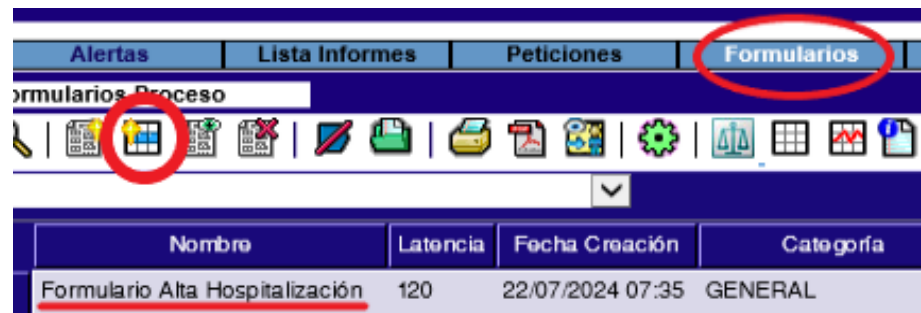 Alertas Lista Informes Peticiones Formularios
ormularios Proceso
Nombre Latencia Fecha Creación Categoría
Formulario Alta Hospitalización 120 22/07/2024 07:35 GENERAL